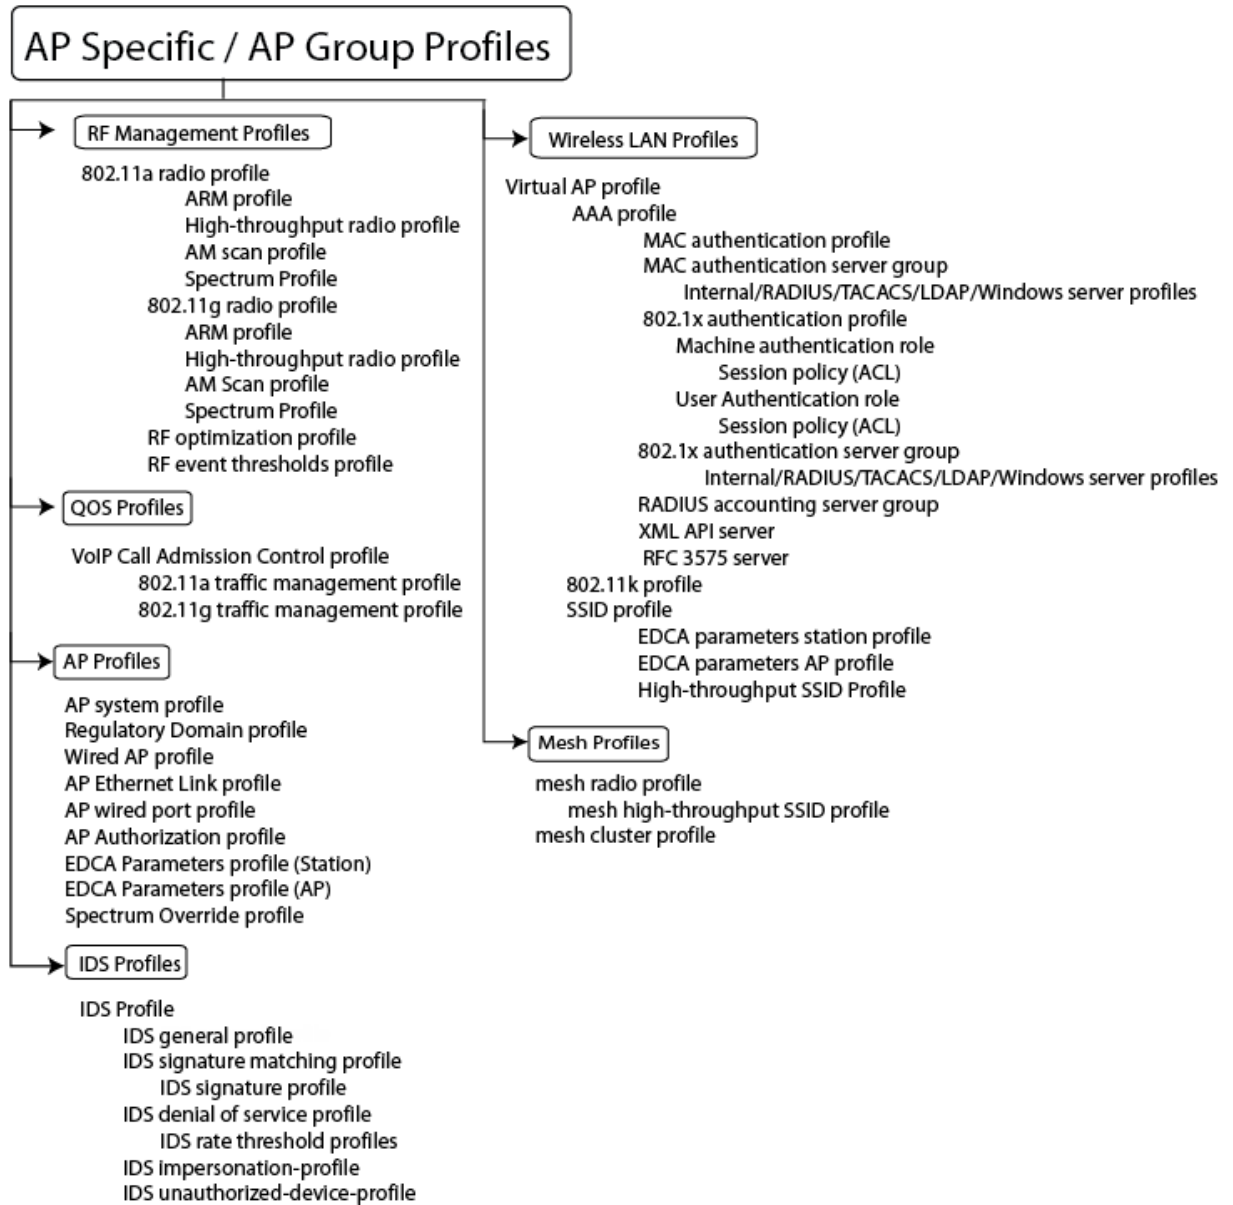 AP Specific / AP Group Profiles
RF Management Profiles
802.11a radio profile
ARM profile
High-throughput radio profile
AM scan profile
Spectrum Profile
802.11g radio profile
ARM profile
High-throughput radio profile
AM Scan profile
Spectrum Profile
RF optimization profile
RF event thresholds profile
QOS Profiles
VoIP Call Admission Control profile
802.11a traffic management profile
802.11g traffic management profile
AP Profiles
AP system profile
Regulatory Domain profile
Wired AP profile
AP Ethernet Link profile
AP wired port profile
AP Authorization profile
EDCA Parameters profile (Station)
EDCA Parameters profile (AP)
Spectrum Override profile
IDS Profiles
IDS Profile
IDS general profile
IDS signature matching profile
IDS signature profile
IDS denial of service profile
IDS rate threshold profiles
IDS impersonation-profile
IDS unauthorized-device-profile
Wireless LAN Profiles
Virtual AP profile
AAA profile
MAC authentication profile
MAC authentication server group
Internal/RADIUS/TACACS/LDAP/Windows server profiles
802.1x authentication profile
Machine authentication role
Session policy (ACL)
User Authentication role
Session policy (ACL)
802.1x authentication server group
Internal/RADIUS/TACACS/LDAP/Windows server profiles
RADIUS accounting server group
XML API server
RFC 3575 server
802.11k profile
SSID profile
EDCA parameters station profile
EDCA parameters AP profile
High-throughput SSID Profile
Mesh Profiles
mesh radio profile
mesh high-throughput SSID profile
mesh cluster profile